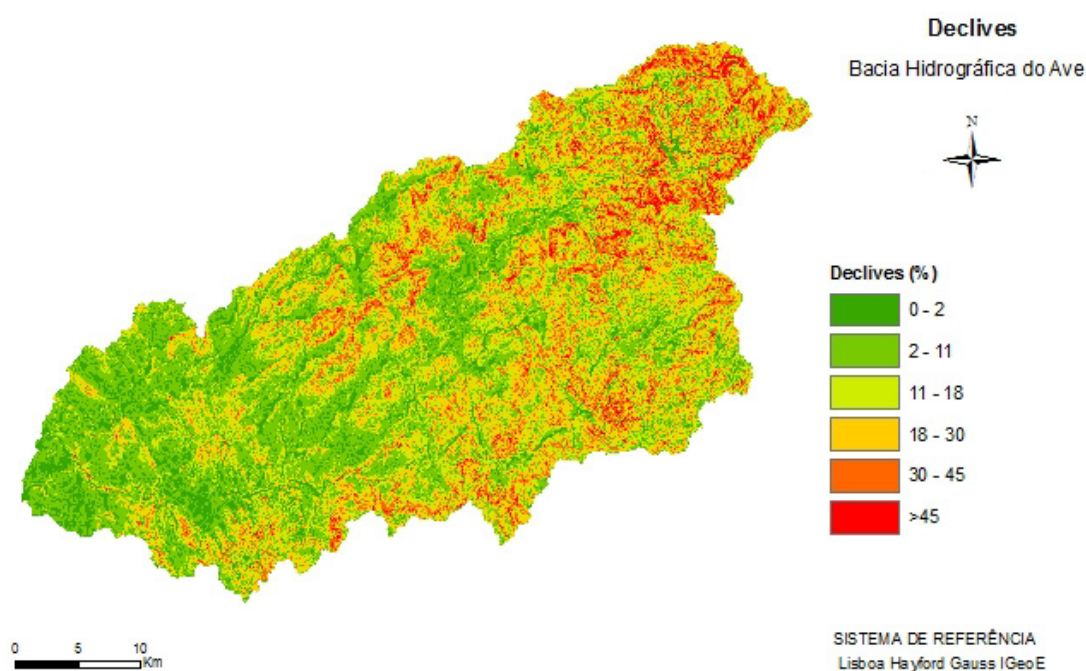 Declives
Bacia Hidrográfica do Ave
N
Declives (%)
0 - 2
2 - 11
11 - 18
18 - 30
30 - 45
>45
0 5 10
Km
SISTEMA DE REFERÊNCIA
Lisboa Hayford Gauss IGeoE